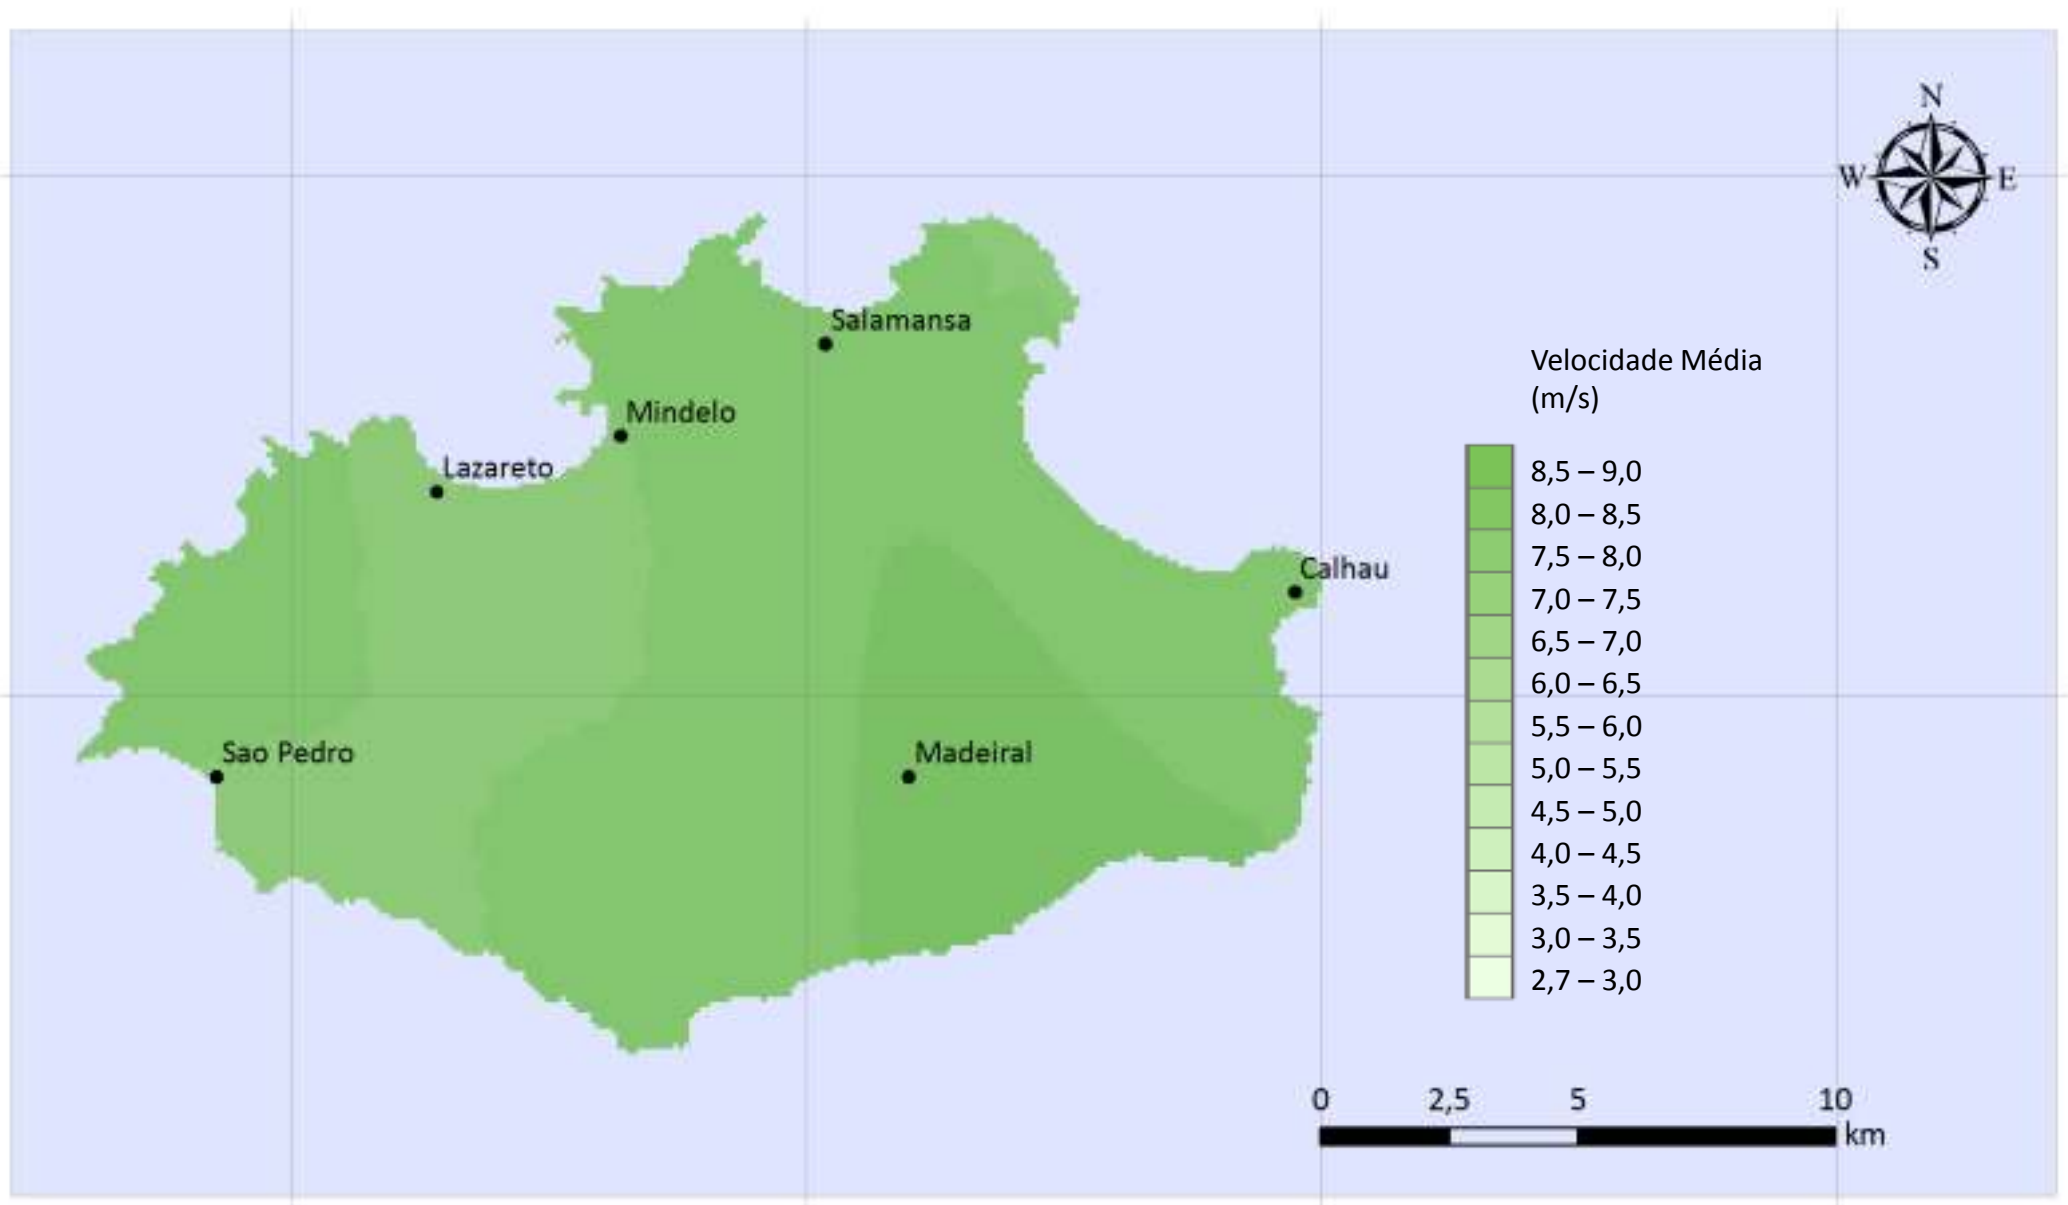 N
W
E
S
Salamansa
Mindelo
Lazareto
Calhau
Sao Pedro
Madeiral
Velocidade Média
(m/s)
8,5 – 9,0
8,0 – 8,5
7,5 – 8,0
7,0 – 7,5
6,5 – 7,0
6,0 – 6,5
5,5 – 6,0
5,0 – 5,5
4,5 – 5,0
4,0 – 4,5
3,5 – 4,0
3,0 – 3,5
2,7 – 3,0
0 2,5 5 10
km